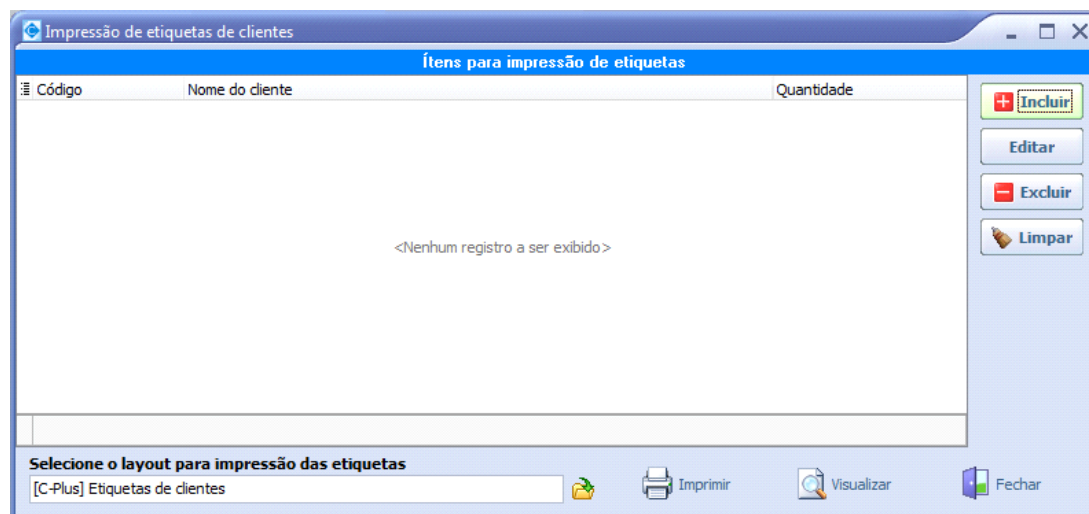 Impressão de etiquetas de clientes
Ítens para impressão de etiquetas
Código Nome do cliente Quantidade
Incluir
Editar
Excluir
Limpar
<Nenhum registro a ser exibido>
Selecione o layout para impressão das etiquetas
[C-Plus] Etiquetas de clientes
Imprimir
Visualizar
Fechar